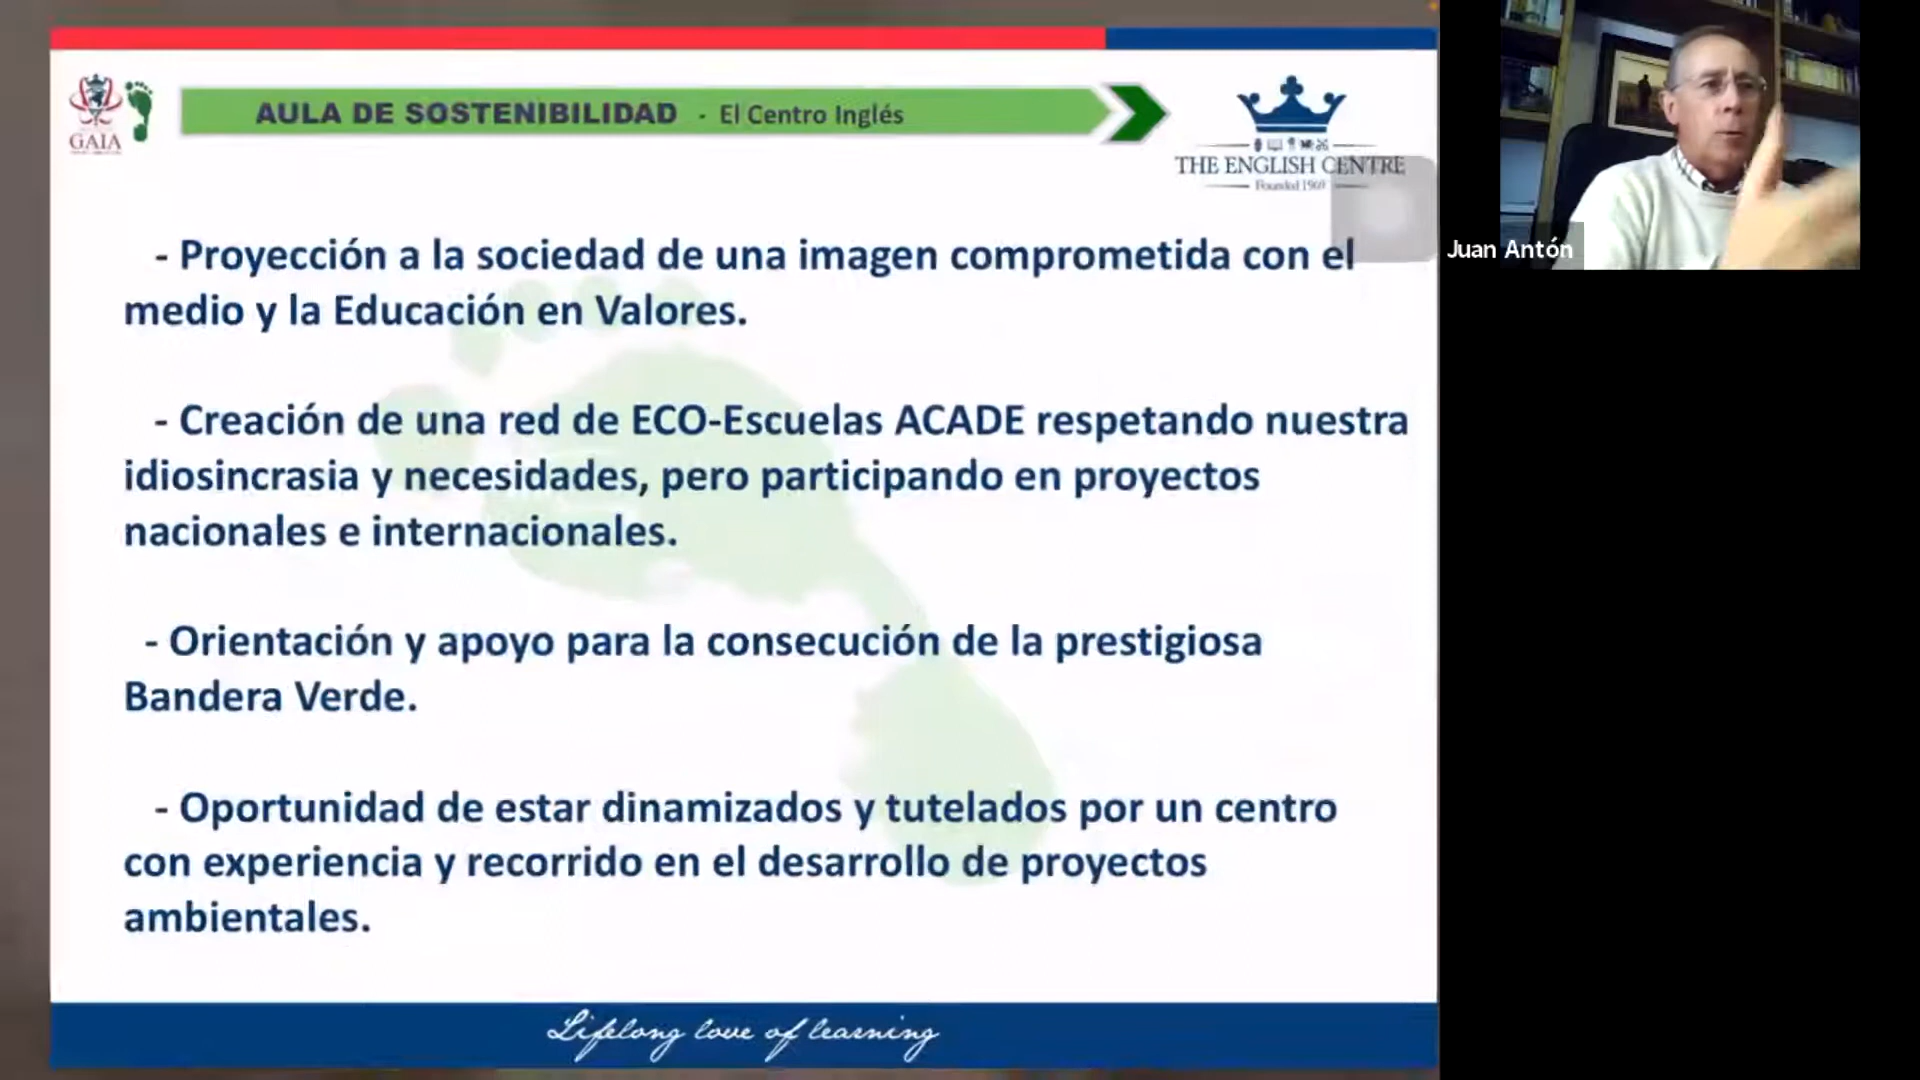 AULA DE SOSTENIBILIDAD - El Centro Inglés
GAIA
THE ENGLISH CENTRE
Founded 1969
- Proyección a la sociedad de una imagen comprometida con el
medio y la Educación en Valores.
- Creación de una red de ECO-Escuelas ACADE respetando nuestra
idiosincrasia y necesidades, pero participando en proyectos
nacionales e internacionales.
- Orientación y apoyo para la consecución de la prestigiosa
Bandera Verde.
- Oportunidad de estar dinamizados y tutelados por un centro
con experiencia y recorrido en el desarrollo de proyectos
ambientales.
Lifelong love of learning
Juan Antón